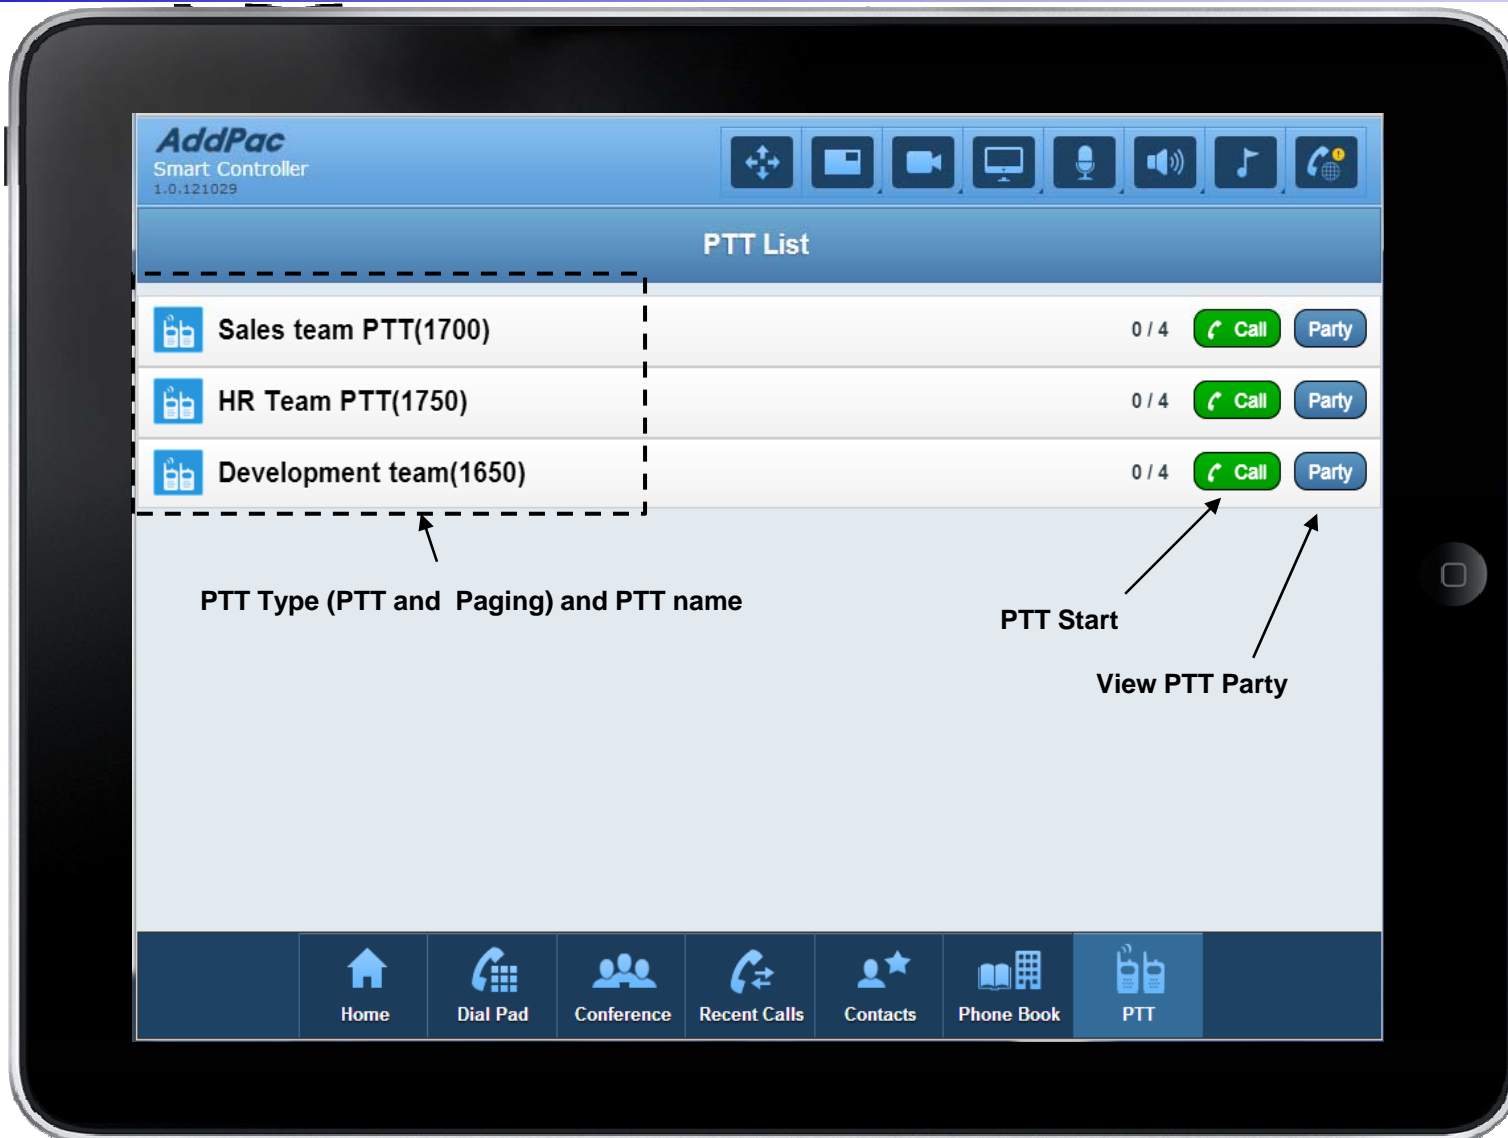 AddPac
Smart Controller
1.0.121029
PTT List
Sales team PTT(1700)
0 / 4
Call
Party
HR Team PTT(1750)
0 / 4
Call
Party
Development team(1650)
0 / 4
Call
Party
PTT Type (PTT and Paging) and PTT name
PTT Start
View PTT Party
Home
Dial Pad
Conference
Recent Calls
Contacts
Phone Book
PTT